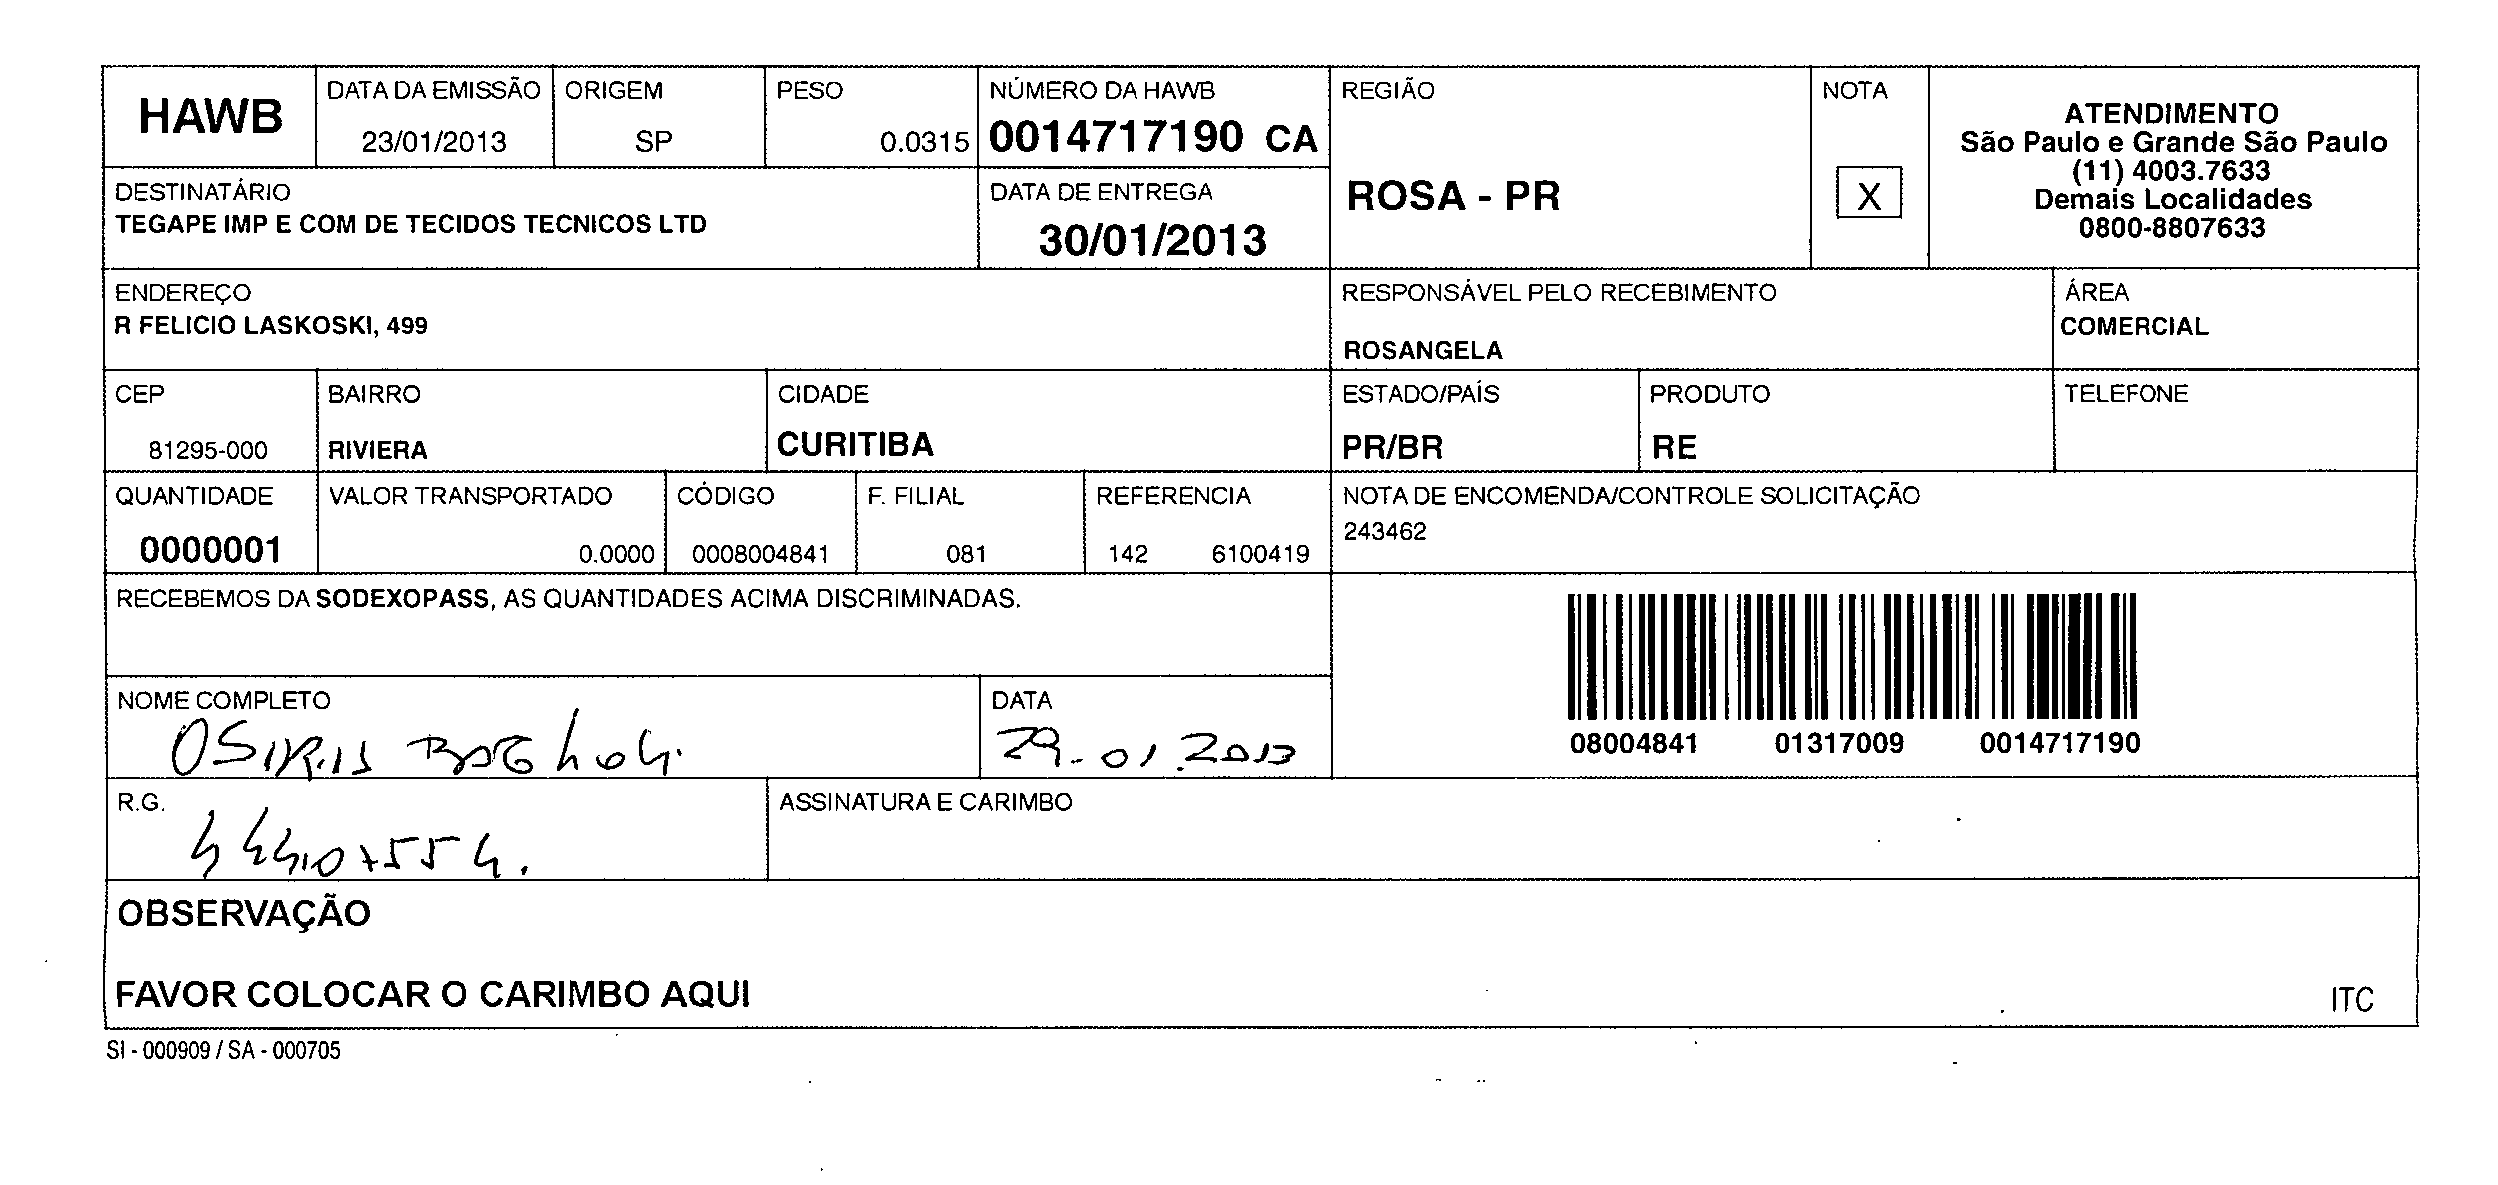 HAWB
DATA DA EMISSÃO
23/01/2013
ORIGEM
SP
PESO
0.0315
NÚMERO DA HAWB
0014717190 CA
REGIÃO
ROSA - PR
NOTA
X
ATENDIMENTO
São Paulo e Grande São Paulo
(11) 4003.7633
Demais Localidades
0800-8807633
DESTINATÁRIO
TEGAPE IMP E COM DE TECIDOS TECNICOS LTD
DATA DE ENTREGA
30/01/2013
ENDEREÇO
R FELICIO LASKOSKI, 499
RESPONSÁVEL PELO RECEBIMENTO
ROSANGELA
ÁREA
COMERCIAL
CEP
81295-000
BAIRRO
RIVIERA
CIDADE
CURITIBA
ESTADO/PAÍS
PR/BR
PRODUTO
RE
TELEFONE
QUANTIDADE
0000001
VALOR TRANSPORTADO
0.0000
CÓDIGO
0008004841
F. FILIAL
081
REFERENCIA
142 6100419
NOTA DE ENCOMENDA/CONTROLE SOLICITAÇÃO
243462
RECEBEMOS DA SODEXOPASS, AS QUANTIDADES ACIMA DISCRIMINADAS.
NOME COMPLETO
OSIRIS
DATA
29-01.2013
08004841 01317009 0014717190
R.G.
ASSINATURA E CARIMBO
OBSERVAÇÃO
FAVOR COLOCAR O CARIMBO AQUI
ITC
SI - 000909 / SA - 000705